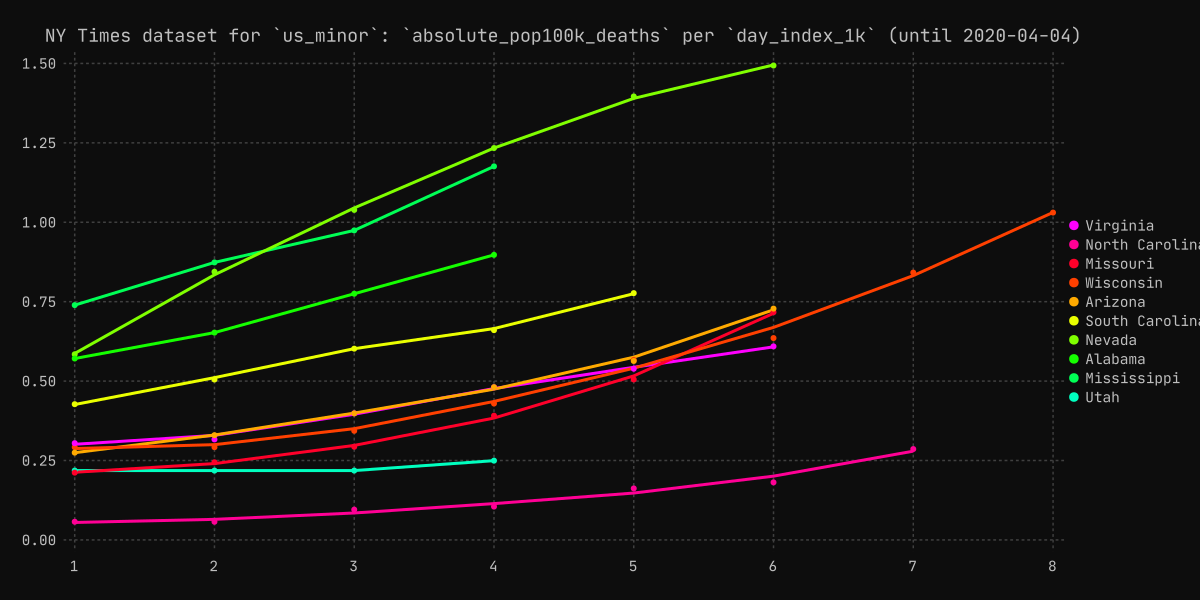 NY Times dataset for `us_minor`: `absolute_pop100k_deaths` per `day_index_1k` (until 2020-04-04)
1.50
1.25
1.00
0.75
0.50
0.25
0.00
1 2 3 4 5 6 7 8
Virginia
North Carolina
Missouri
Wisconsin
Arizona
South Carolina
Nevada
Alabama
Mississippi
Utah